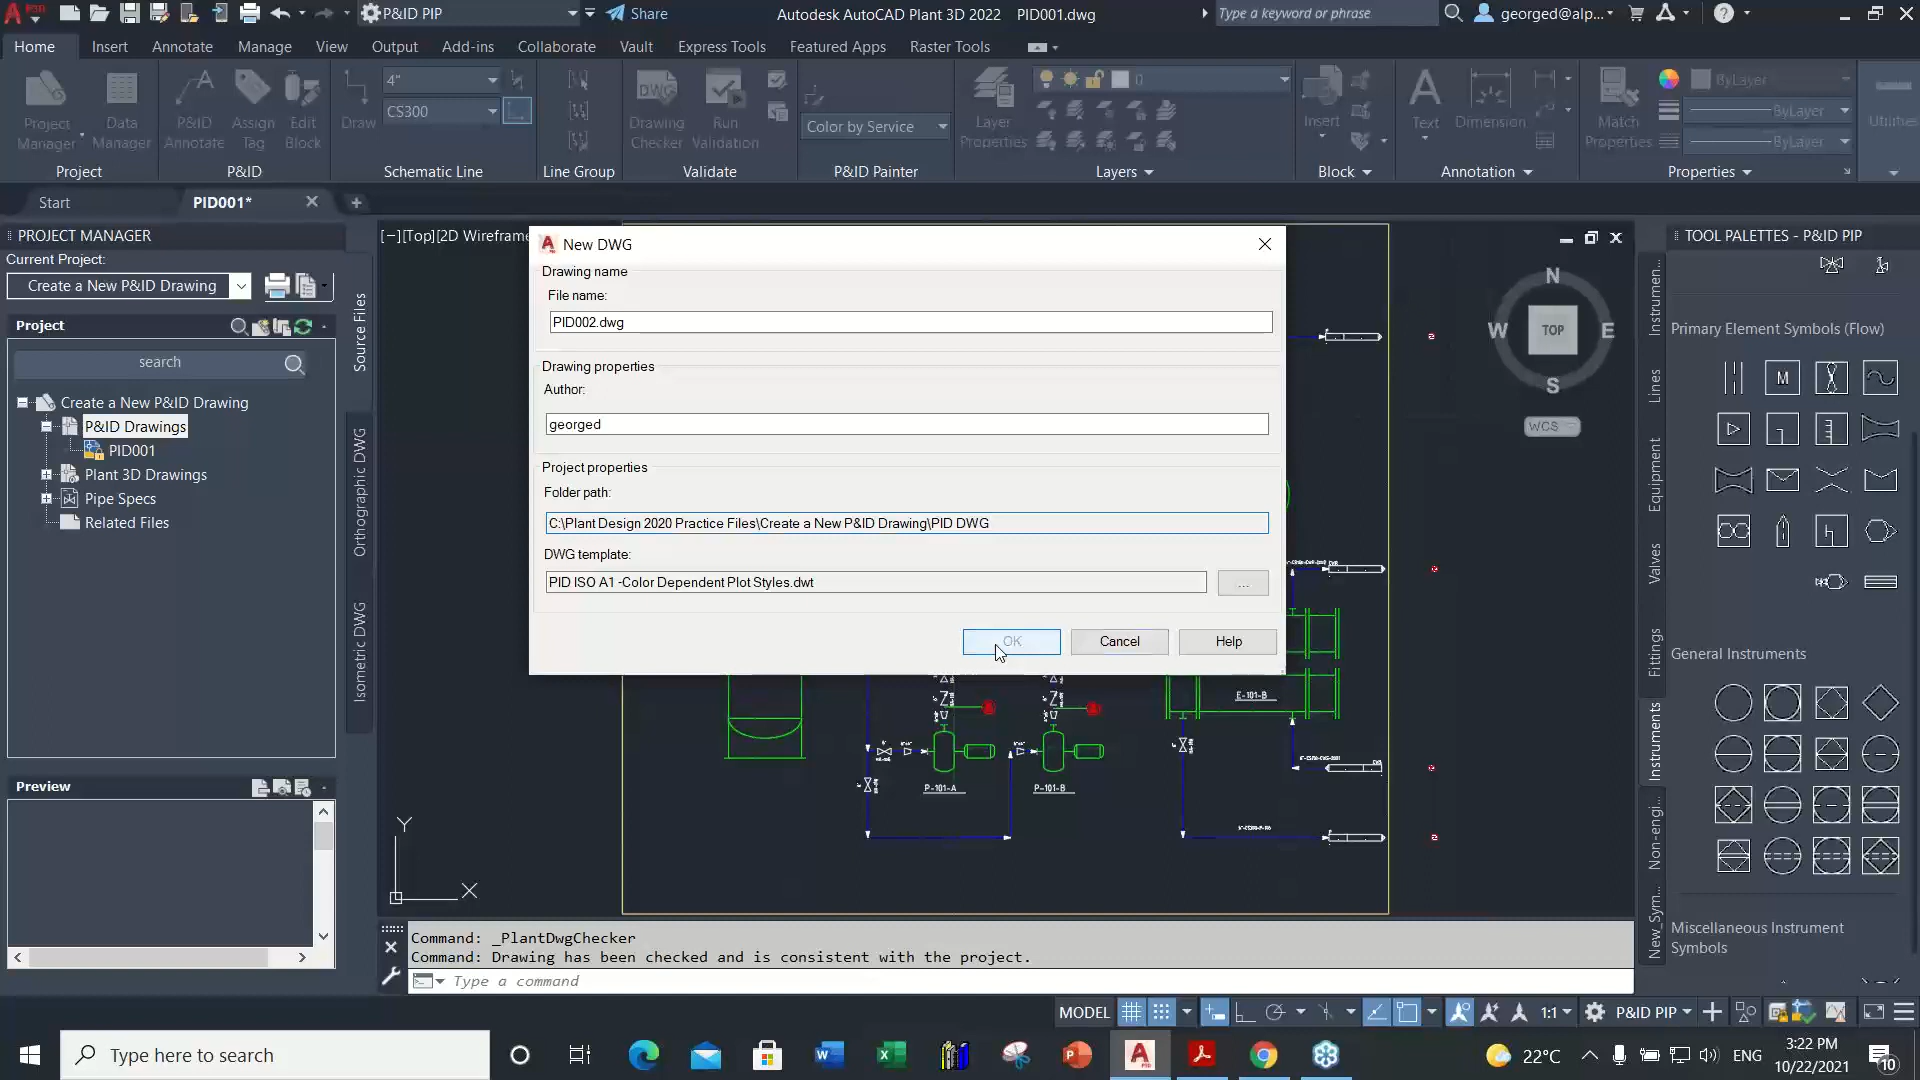 P&ID PIP
Share
Autodesk AutoCAD Plant 3D 2022 PID001.dwg
Type a keyword or phrase
georged@alp...
Home Insert Annotate Manage View Output Add-ins Collaborate Vault Express Tools Featured Apps Raster Tools
Project Manager
Data Manager
Project
P&ID Annotate
Assign Tag
Edit Block
P&ID
Draw
4"
CS300
Schematic Line
Line Group
Drawing Checker
Run Validation
Validate
Color by Service
P&ID Painter
Layer Properties
0
Layers
Insert
Block
Text
Dimension
Annotation
Match Properties
ByLayer
ByLayer
ByLayer
Properties
Utilities
Start
PID001*
PROJECT MANAGER
Current Project:
Create a New P&ID Drawing
Project
search
Create a New P&ID Drawing
P&ID Drawings
PID001
Plant 3D Drawings
Pipe Specs
Related Files
Preview
Source Files
Orthographic DWG
Isometric DWG
[−][Top][2D Wirefram
New DWG
Drawing name
File name:
PID002.dwg
Drawing properties
Author:
georged
Project properties
Folder path:
C:\Plant Design 2020 Practice Files\Create a New P&ID Drawing\PID DWG
DWG template:
PID ISO A1 -Color Dependent Plot Styles.dwt
...
OK
Cancel
Help
N
W TOP E
S
WCS
E-101-B
P-101-A
P-101-B
Y
X
Command: _PlantDwgChecker
Command: Drawing has been checked and is consistent with the project.
Type a command
TOOL PALETTES - P&ID PIP
Instrumen...
Lines
Equipment
Valves
Fittings
Instruments
Non-engi...
New_Sym...
Primary Element Symbols (Flow)
M
General Instruments
Miscellaneous Instrument
Symbols
MODEL
1:1
P&ID PIP
Type here to search
22°C
ENG
3:22 PM
10/22/2021
10